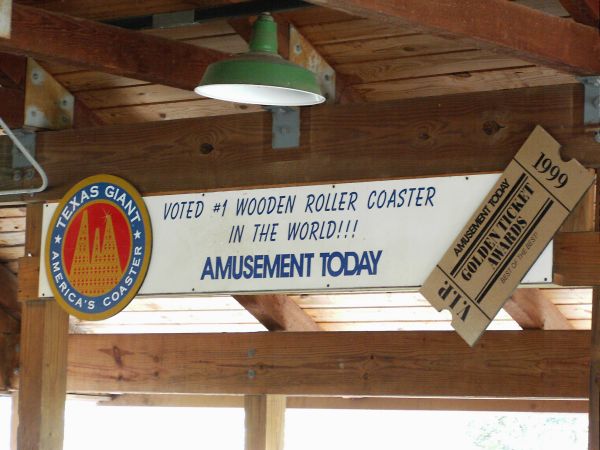 TEXAS GIANT
AMERICA'S COASTER
VOTED #1 WOODEN ROLLER COASTER
IN THE WORLD!!!
AMUSEMENT TODAY
1999
AMUSEMENT TODAY
GOLDEN TICKET
AWARDS
BEST OF THE BEST!
V.I.P.